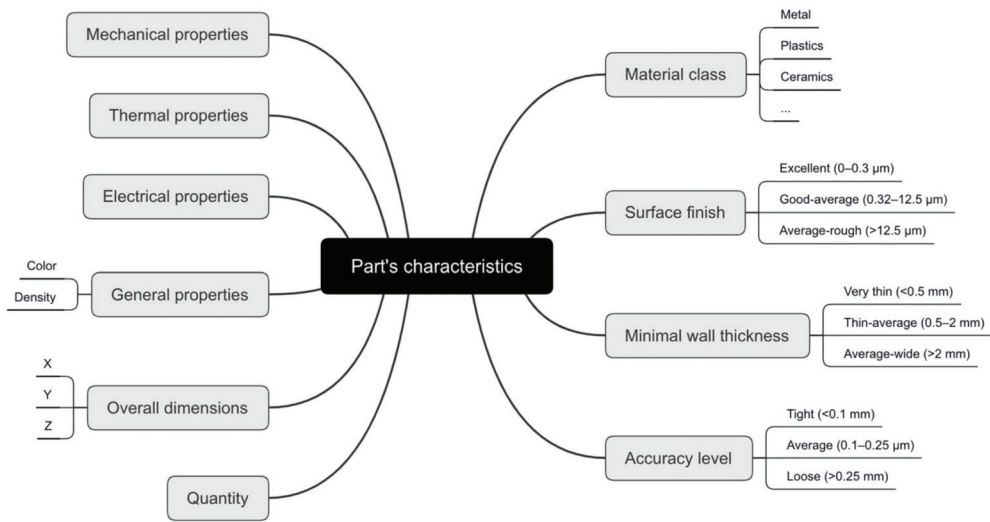 Mechanical properties
Thermal properties
Electrical properties
Color
Density
General properties
X
Y
Z
Overall dimensions
Quantity
Part's characteristics
Material class
Metal
Plastics
Ceramics
...
Surface finish
Excellent (0–0.3 µm)
Good-average (0.32–12.5 µm)
Average-rough (>12.5 µm)
Minimal wall thickness
Very thin (<0.5 mm)
Thin-average (0.5–2 mm)
Average-wide (>2 mm)
Accuracy level
Tight (<0.1 mm)
Average (0.1–0.25 µm)
Loose (>0.25 mm)